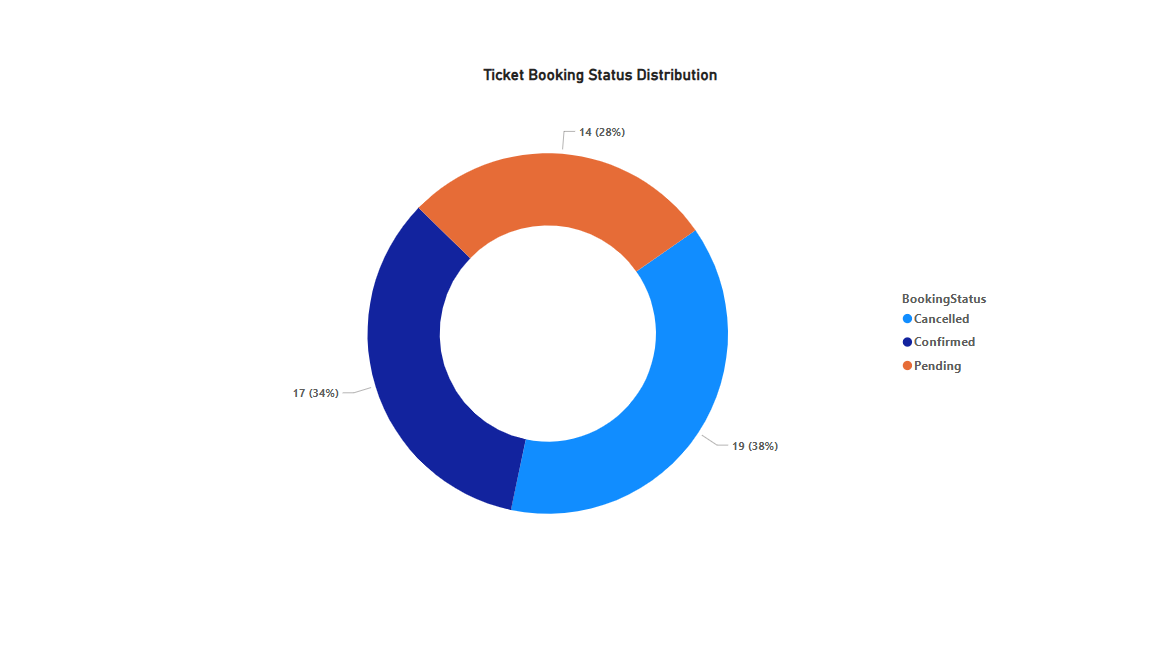 Ticket Booking Status Distribution
14 (28%)
17 (34%)
19 (38%)
BookingStatus
Cancelled
Confirmed
Pending